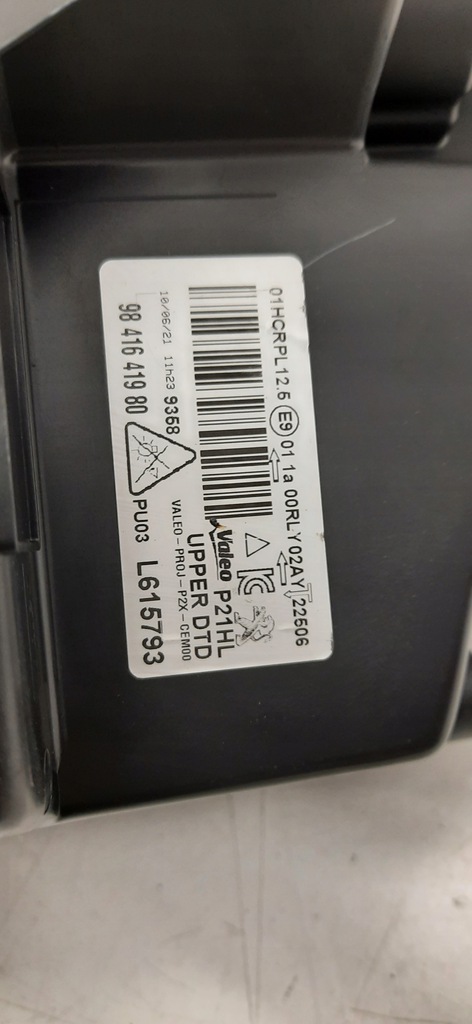 01HCRPL12.5 E9 01 1a 00RLY02AY 22506
Valeo P21HL
UPPER DTD
VALEO-PROJ-P2X-CEM00
10/06/21 11h23 9358
98 416 419 80 PU03 L615793